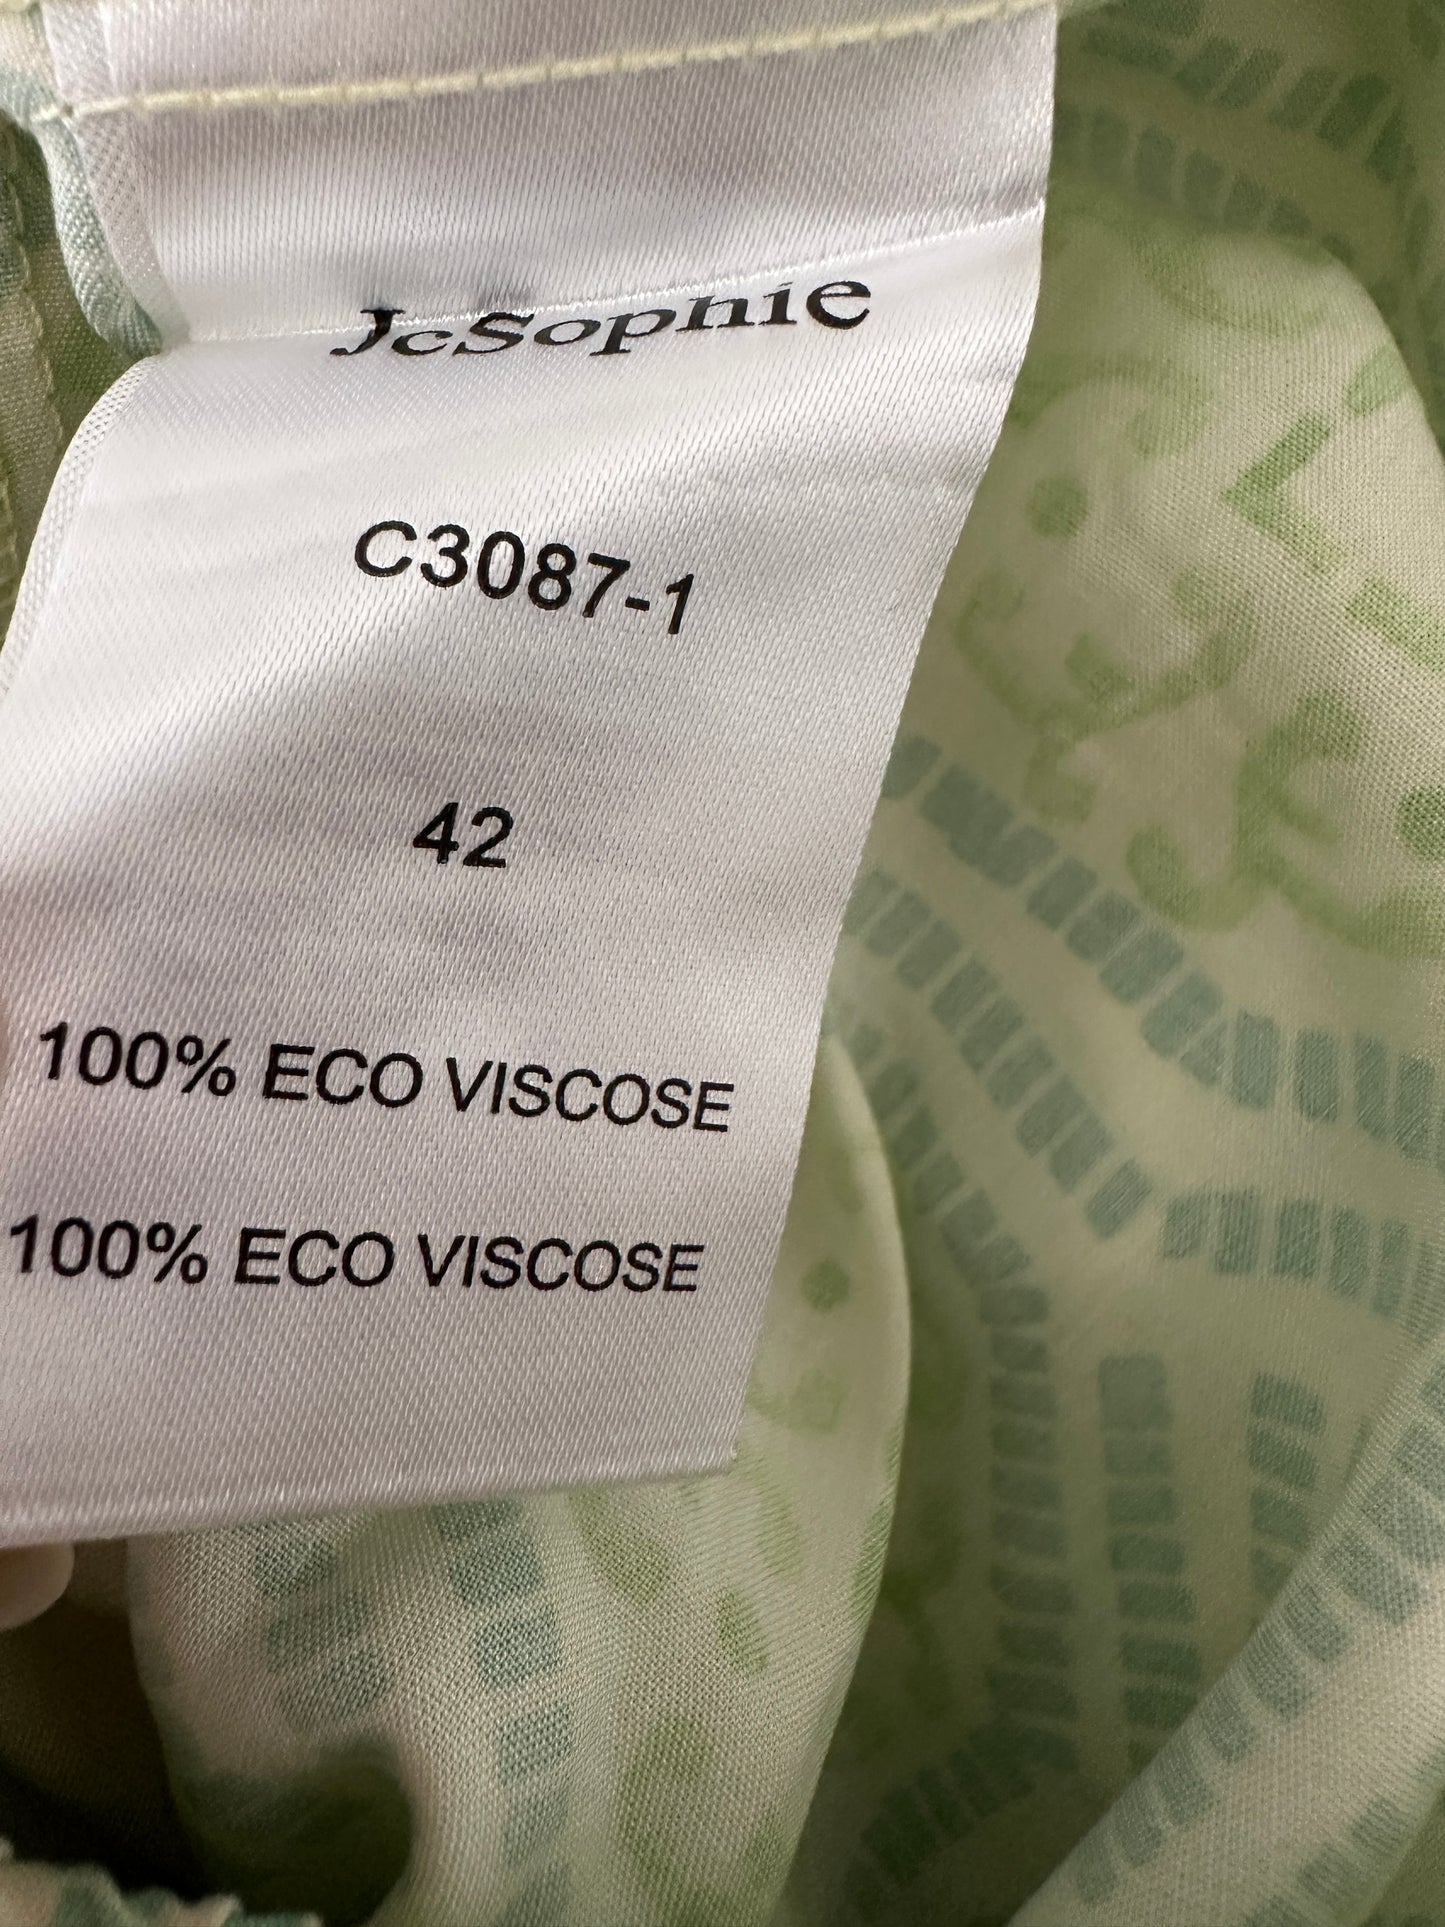 JcSophie
C3087-1
42
100% ECO VISCOSE
100% ECO VISCOSE